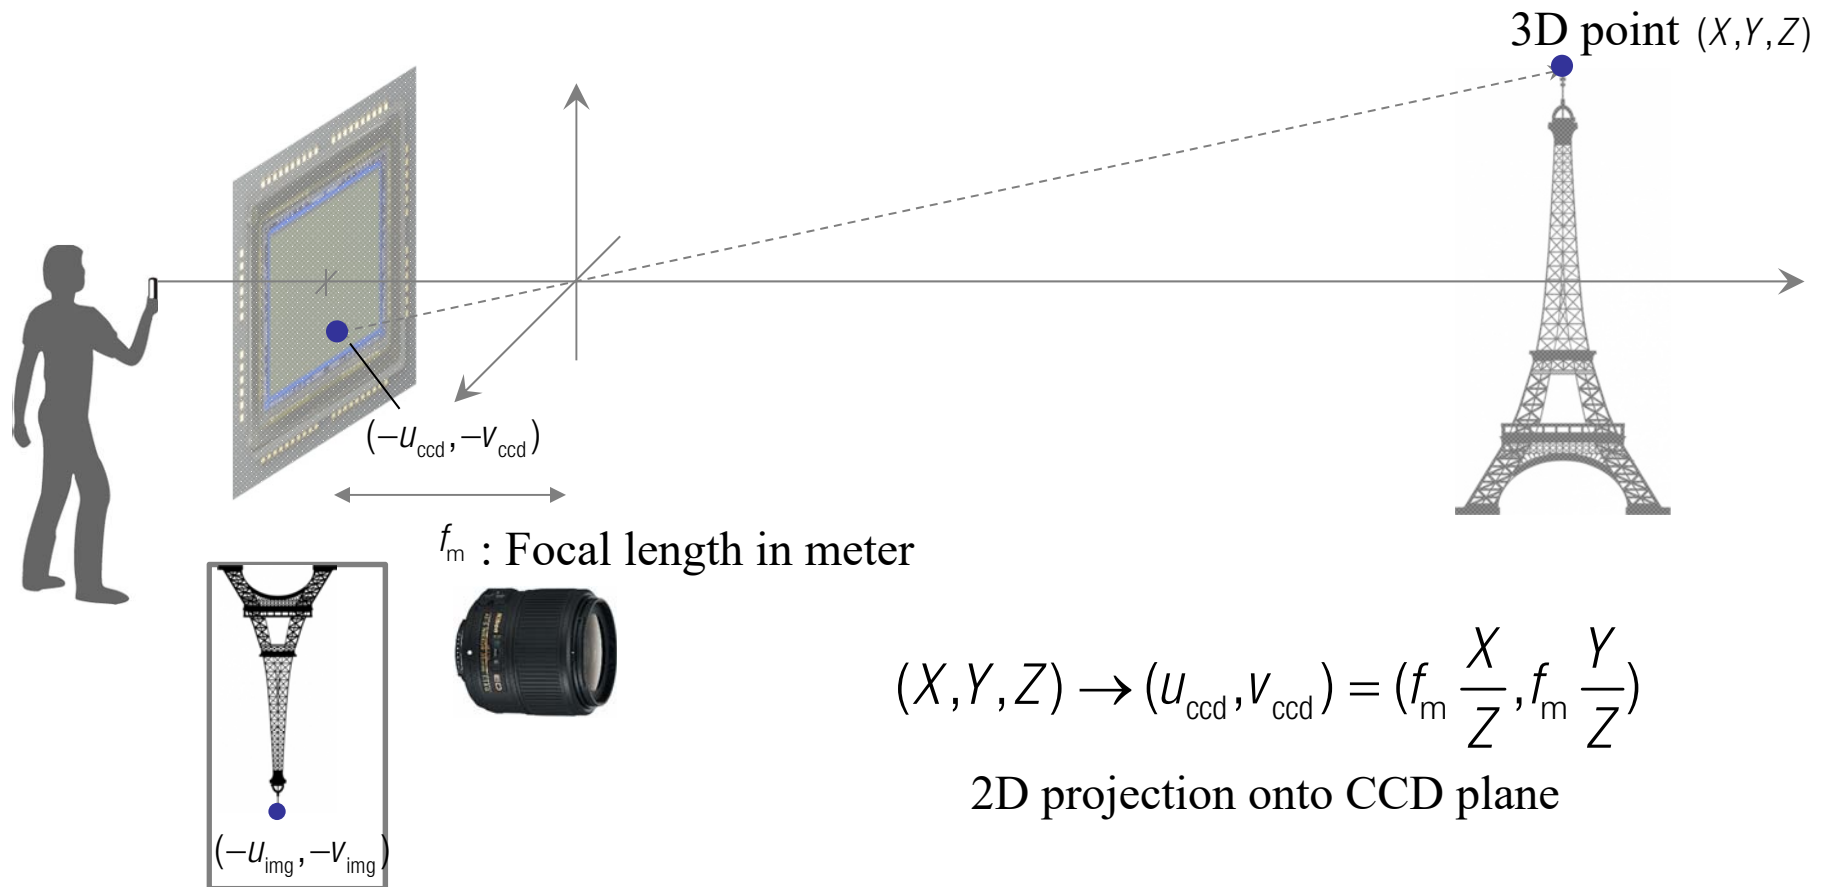 3D point (X,Y,Z)
(−u_ccd,−v_ccd)
f_m : Focal length in meter
(X,Y,Z) → (u_ccd,v_ccd) = (f_m X/Z, f_m Y/Z)
2D projection onto CCD plane
(−u_img,−v_img)